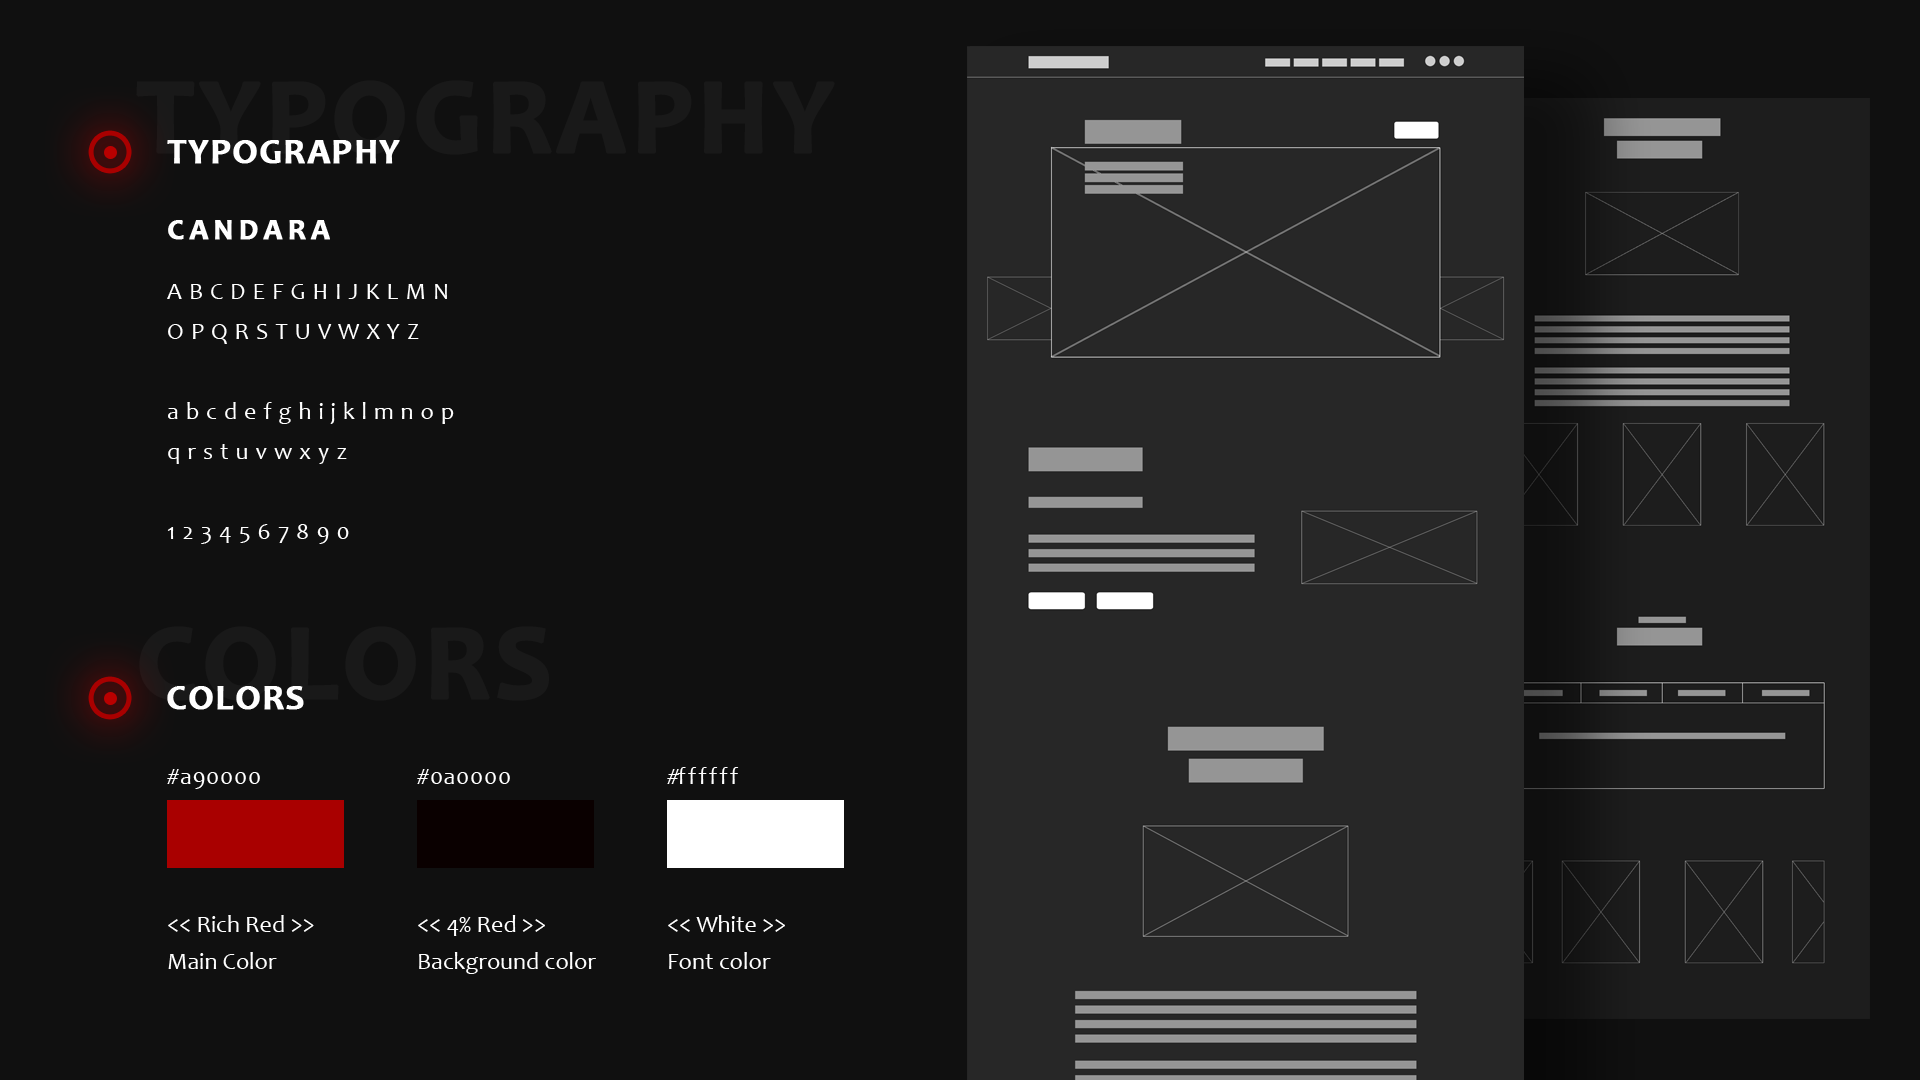 TYPOGRAPHY
TYPOGRAPHY
CANDARA
A B C D E F G H I J K L M N
O P Q R S T U V W X Y Z
a b c d e f g h i j k l m n o p
q r s t u v w x y z
1 2 3 4 5 6 7 8 9 0
COLORS
COLORS
#a90000 #0a0000 #ffffff
<< Rich Red >> << 4% Red >> << White >>
Main Color Background color Font color